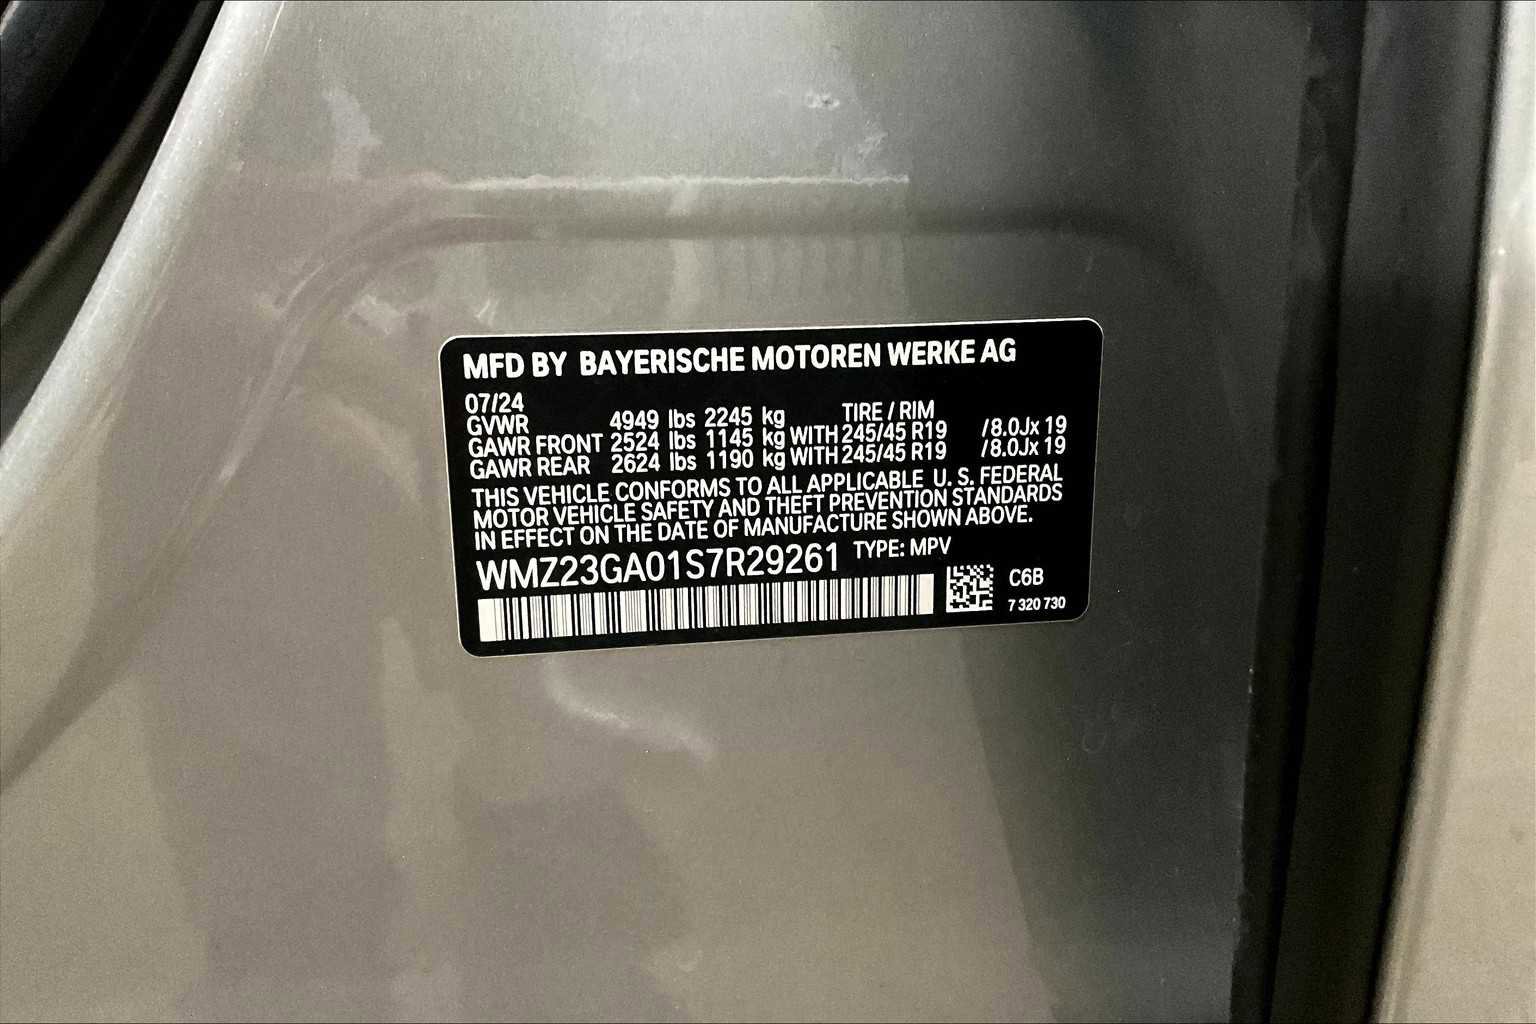 MFD BY BAYERISCHE MOTOREN WERKE AG
07/24
GVWR 4949 lbs 2245 kg TIRE / RIM
GAWR FRONT 2524 lbs 1145 kg WITH 245/45 R19 /8.0Jx 19
GAWR REAR 2624 lbs 1190 kg WITH 245/45 R19 /8.0Jx 19
THIS VEHICLE CONFORMS TO ALL APPLICABLE U. S. FEDERAL
MOTOR VEHICLE SAFETY AND THEFT PREVENTION STANDARDS
IN EFFECT ON THE DATE OF MANUFACTURE SHOWN ABOVE.
WMZ23GA01S7R29261 TYPE: MPV
C6B
7 320 730